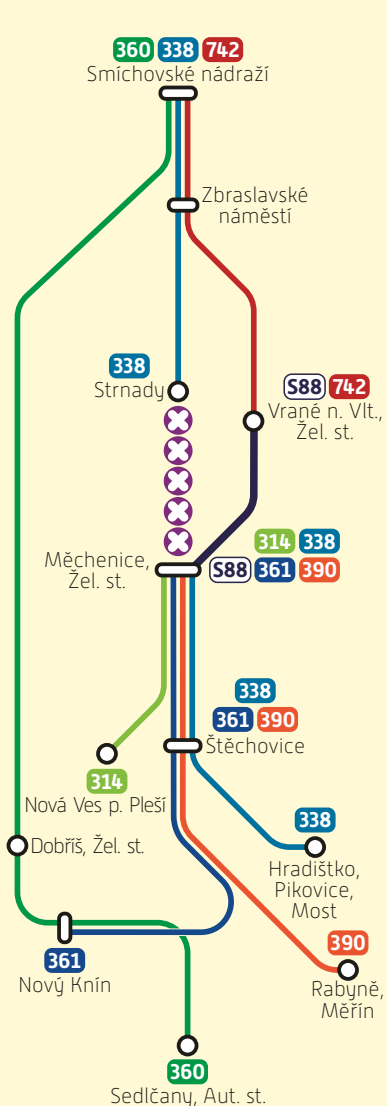 360 338 742
Smíchovské nádraží
Zbraslavské
náměstí
338
Strnady
S88 742
Vrané n. Vlt.,
Žel. st.
Měchenice,
Žel. st.
314 338
S88 361 390
338
361 390
Štěchovice
314
Nová Ves p. Pleší
338
Hradištko,
Pikovice,
Most
Dobříš, Žel. st.
361
Nový Knín
390
Rabyně,
Měřín
360
Sedlčany, Aut. st.